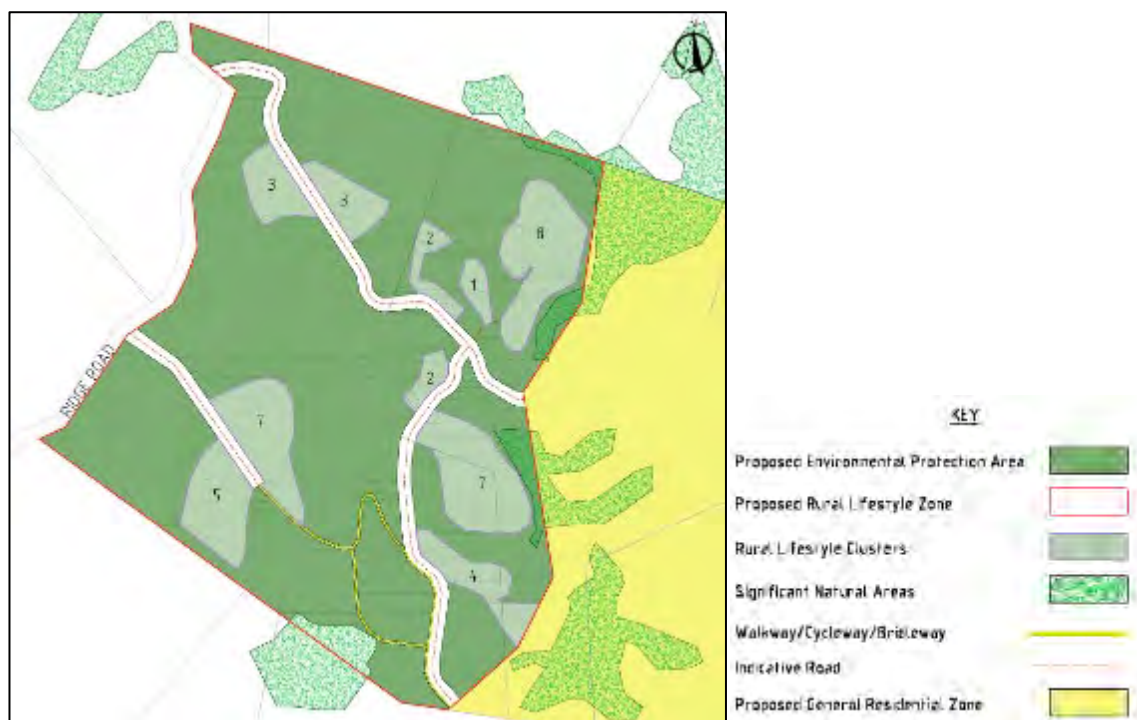 3
3
2
1
2
7
5
7
4
RIDGE ROAD
KEY
Proposed Environmental Protection Area
Proposed Rural Lifestyle Zone
Rural Lifestyle Clusters
Significant Natural Areas
Walkway/Cycleway/Bridleway
Indicative Road
Proposed General Residential Zone